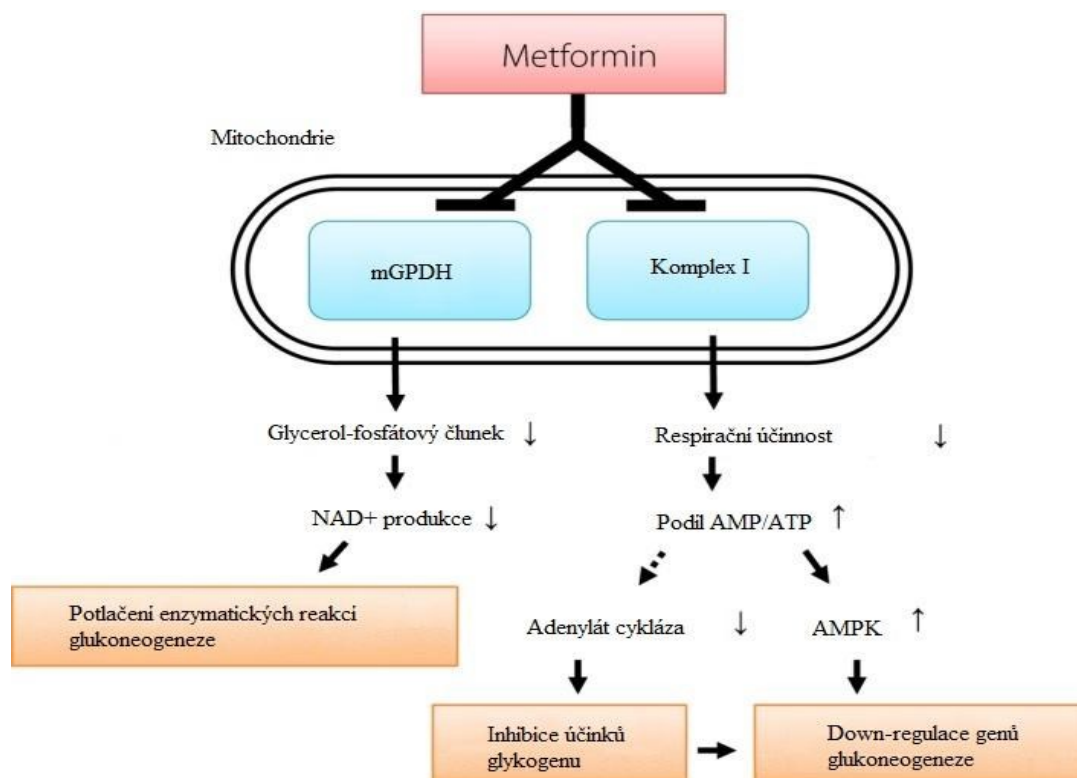 Metformin
Mitochondrie
mGPDH
Komplex I
Glycerol-fosfátový člunek ↓
Respirační účinnost ↓
NAD+ produkce ↓
Podíl AMP/ATP ↑
Potlačení enzymatických reakcí
glukoneogeneze
Adenylát cykláza ↓
AMPK ↑
Inhibice účinků
glykogenu
Down-regulace genů
glukoneogeneze